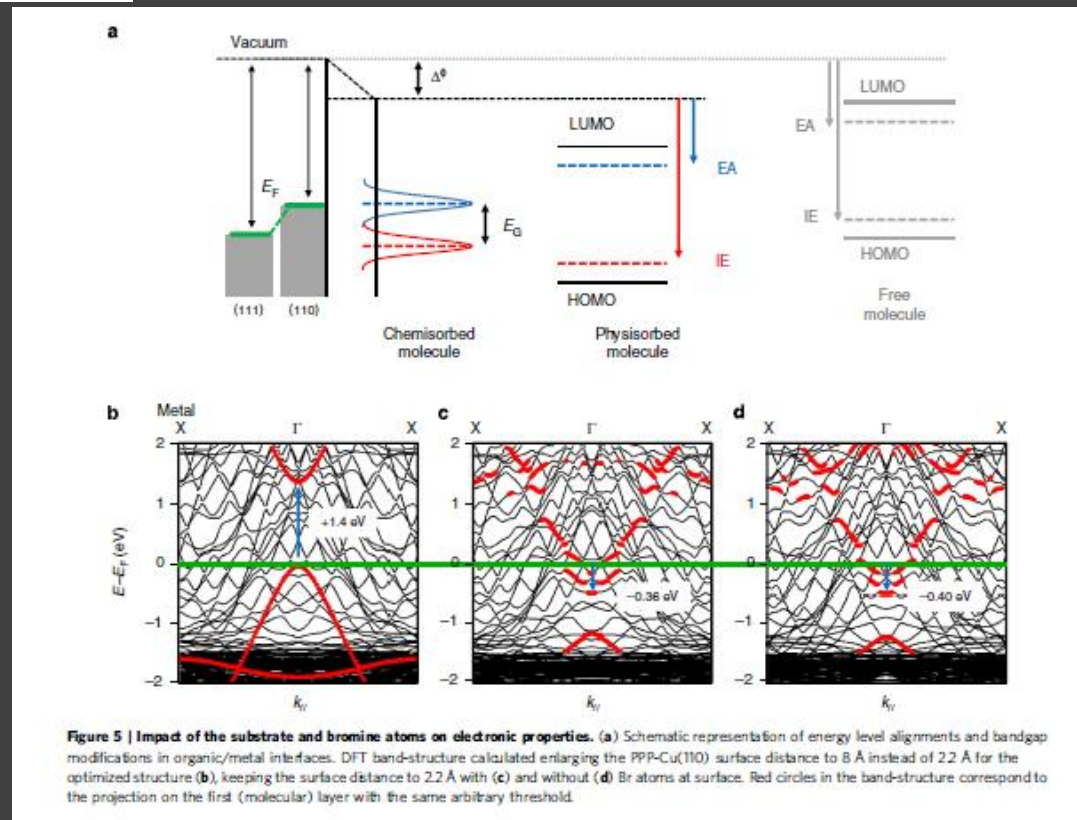 a
Vacuum
Δϕ
LUMO
LUMO
EA
EA
E_F
E_G
IE
IE
HOMO
HOMO
(111) (110)
Free
molecule
Chemisorbed
molecule
Physisorbed
molecule
b Metal c d
X Γ X X Γ X X Γ X
2 2 2
1 1 1
+1.4 eV
0 0 0
−0.36 eV −0.40 eV
−1 −1 −1
−2 −2 −2
E–E_F (eV)
k// k// k//
Figure 5 | Impact of the substrate and bromine atoms on electronic properties. (a) Schematic representation of energy level alignments and bandgap
modifications in organic/metal interfaces. DFT band-structure calculated enlarging the PPP-Cu(110) surface distance to 8 Å instead of 2.2 Å for the
optimized structure (b), keeping the surface distance to 2.2 Å with (c) and without (d) Br atoms at surface. Red circles in the band-structure correspond to
the projection on the first (molecular) layer with the same arbitrary threshold.